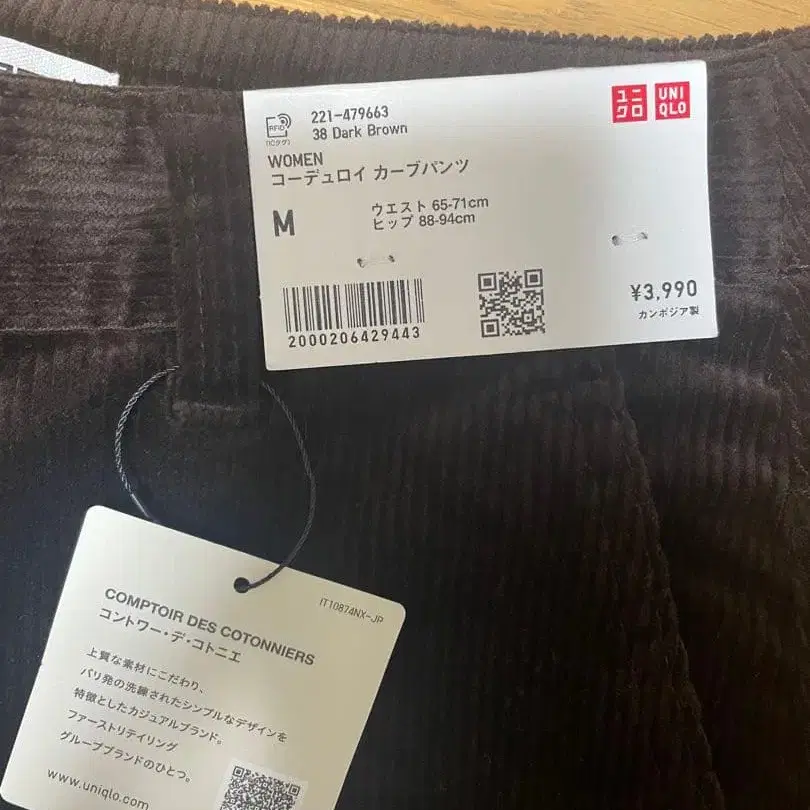 RFID
(ICタグ)
221-479663
38 Dark Brown
ユニ
クロ
UNI
QLO
WOMEN
コーデュロイ カーブパンツ
M
ウエスト 65-71cm
ヒップ 88-94cm
2000206429443
¥3,990
カンボジア製
IT10874NX-JP
COMPTOIR DES COTONNIERS
コントワー・デ・コトニエ
上質な素材にこだわり、
パリ発の洗練されたシンプルなデザインを
特徴としたカジュアルブランド。
ファーストリテイリング
グループブランドのひとつ。
www.uniqlo.com